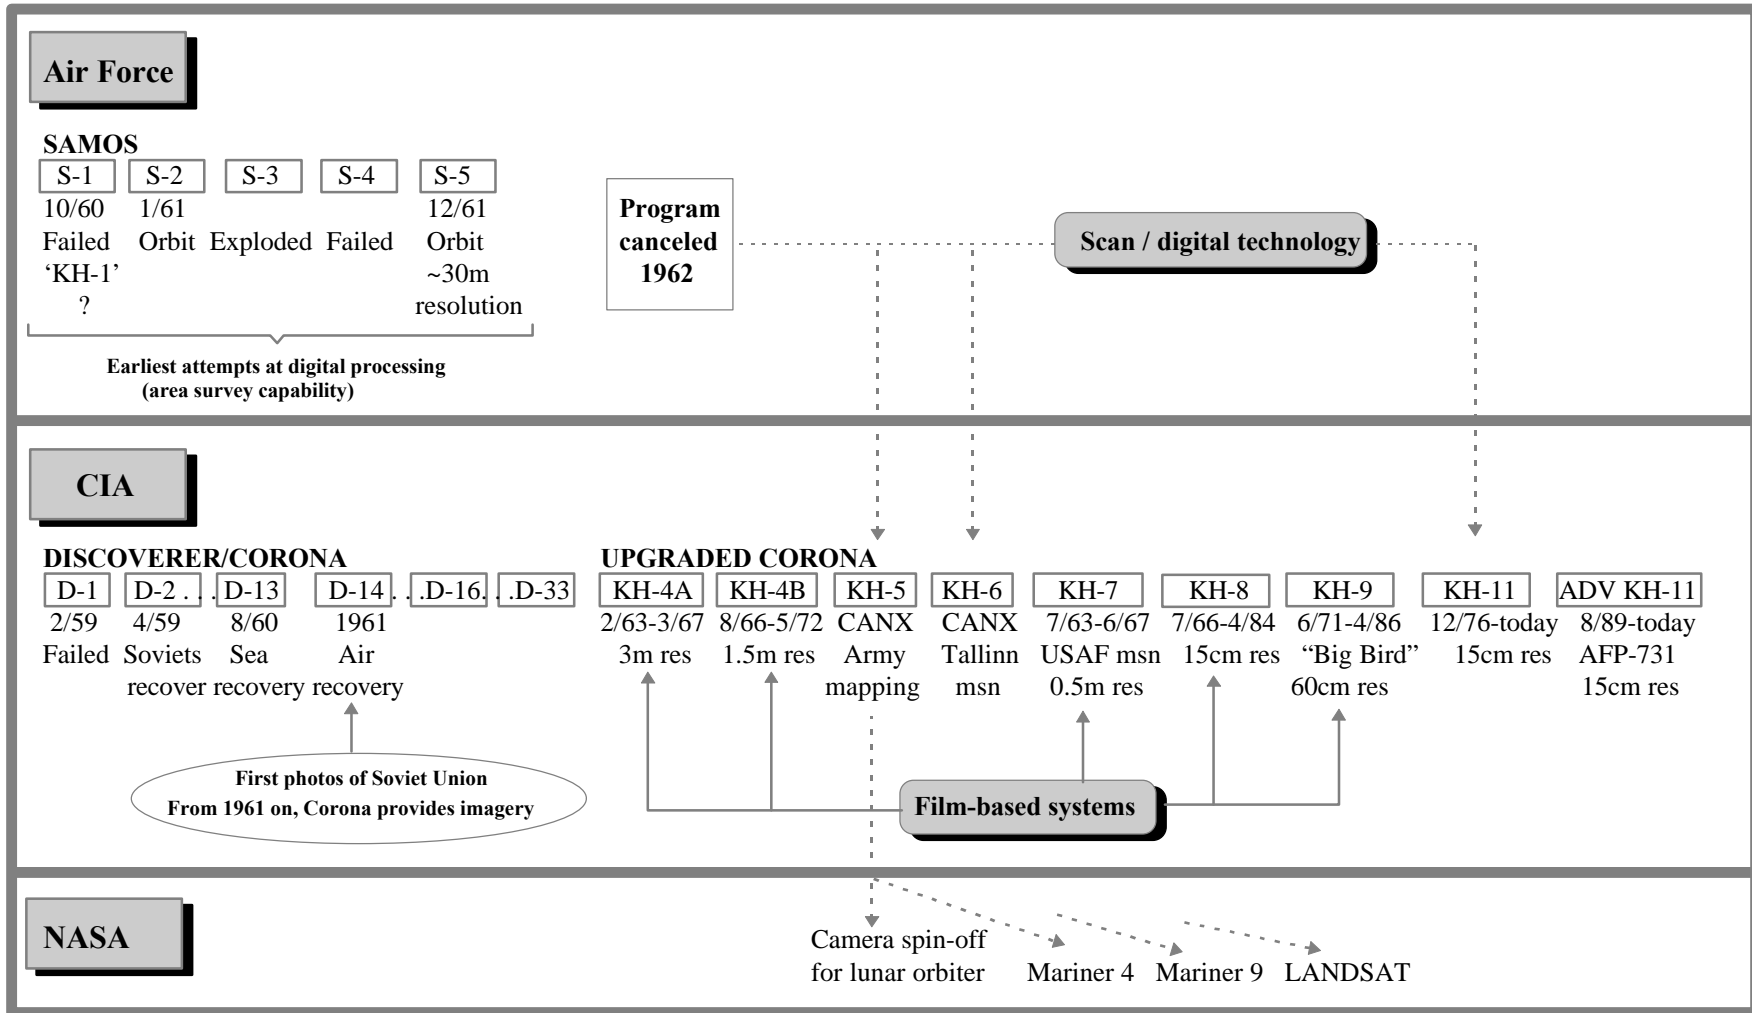 Air Force
SAMOS
S-1 S-2 S-3 S-4 S-5
10/60 1/61 12/61
Failed Orbit Exploded Failed Orbit
‘KH-1’ ~30m
? resolution
Earliest attempts at digital processing
(area survey capability)
Program
canceled
1962
Scan / digital technology
CIA
DISCOVERER/CORONA
D-1 D-2 . . . D-13 D-14 . . .D-16. . .D-33
2/59 4/59 8/60 1961
Failed Soviets Sea Air
recover recovery recovery
First photos of Soviet Union
From 1961 on, Corona provides imagery
UPGRADED CORONA
KH-4A KH-4B KH-5 KH-6 KH-7 KH-8 KH-9 KH-11 ADV KH-11
2/63-3/67 8/66-5/72 CANX CANX 7/63-6/67 7/66-4/84 6/71-4/86 12/76-today 8/89-today
3m res 1.5m res Army Tallinn USAF msn 15cm res “Big Bird” 15cm res AFP-731
mapping msn 0.5m res 60cm res 15cm res
Film-based systems
NASA
Camera spin-off
for lunar orbiter Mariner 4 Mariner 9 LANDSAT